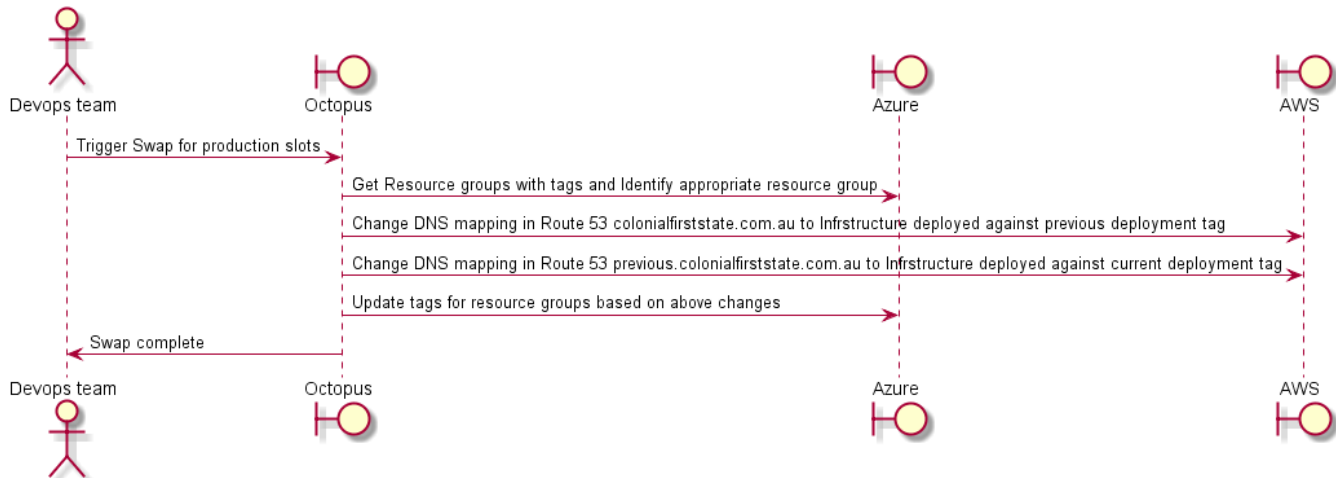 Devops team
Octopus
Azure
AWS
Trigger Swap for production slots
Get Resource groups with tags and Identify appropriate resource group
Change DNS mapping in Route 53 colonialfirststate.com.au to Infrstructure deployed against previous deployment tag
Change DNS mapping in Route 53 previous.colonialfirststate.com.au to Infrstructure deployed against current deployment tag
Update tags for resource groups based on above changes
Swap complete
Devops team
Octopus
Azure
AWS